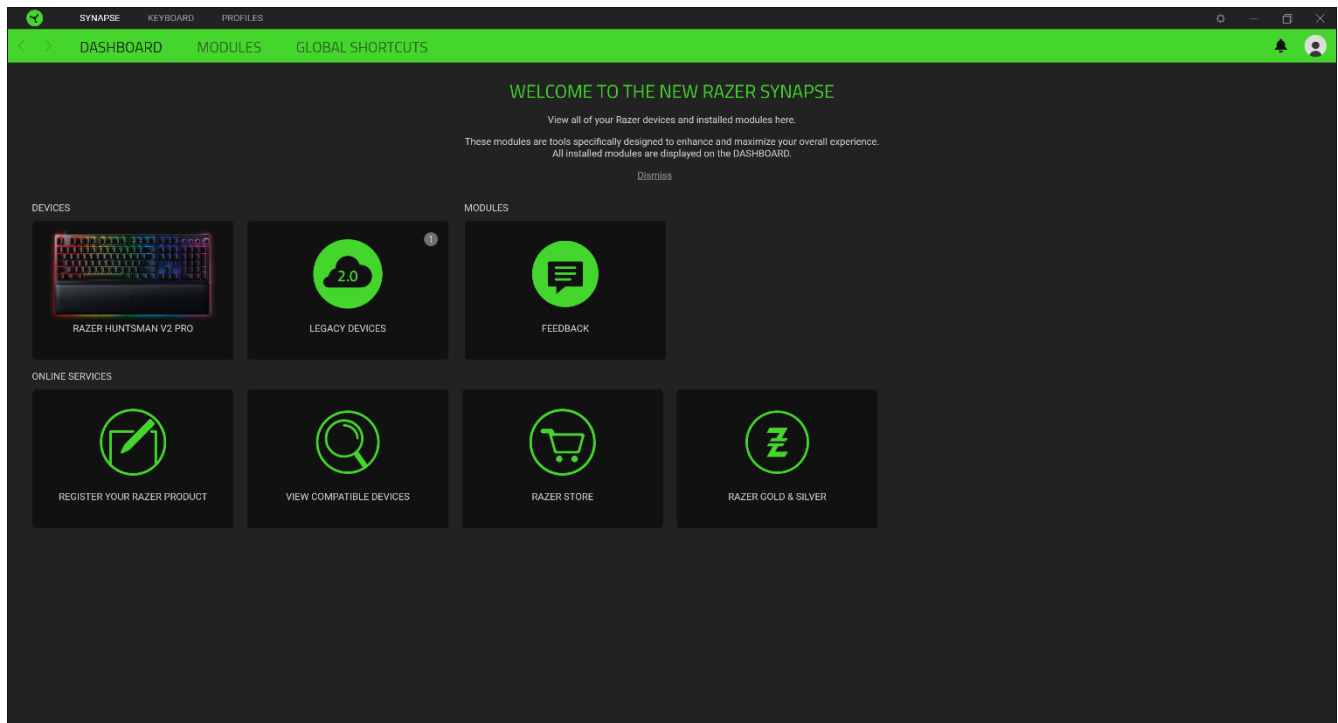 SYNAPSE KEYBOARD PROFILES
DASHBOARD MODULES GLOBAL SHORTCUTS
WELCOME TO THE NEW RAZER SYNAPSE
View all of your Razer devices and installed modules here.
These modules are tools specifically designed to enhance and maximize your overall experience.
All installed modules are displayed on the DASHBOARD.
Dismiss
DEVICES MODULES
1
2.0
RAZER HUNTSMAN V2 PRO LEGACY DEVICES FEEDBACK
ONLINE SERVICES
REGISTER YOUR RAZER PRODUCT VIEW COMPATIBLE DEVICES RAZER STORE RAZER GOLD & SILVER